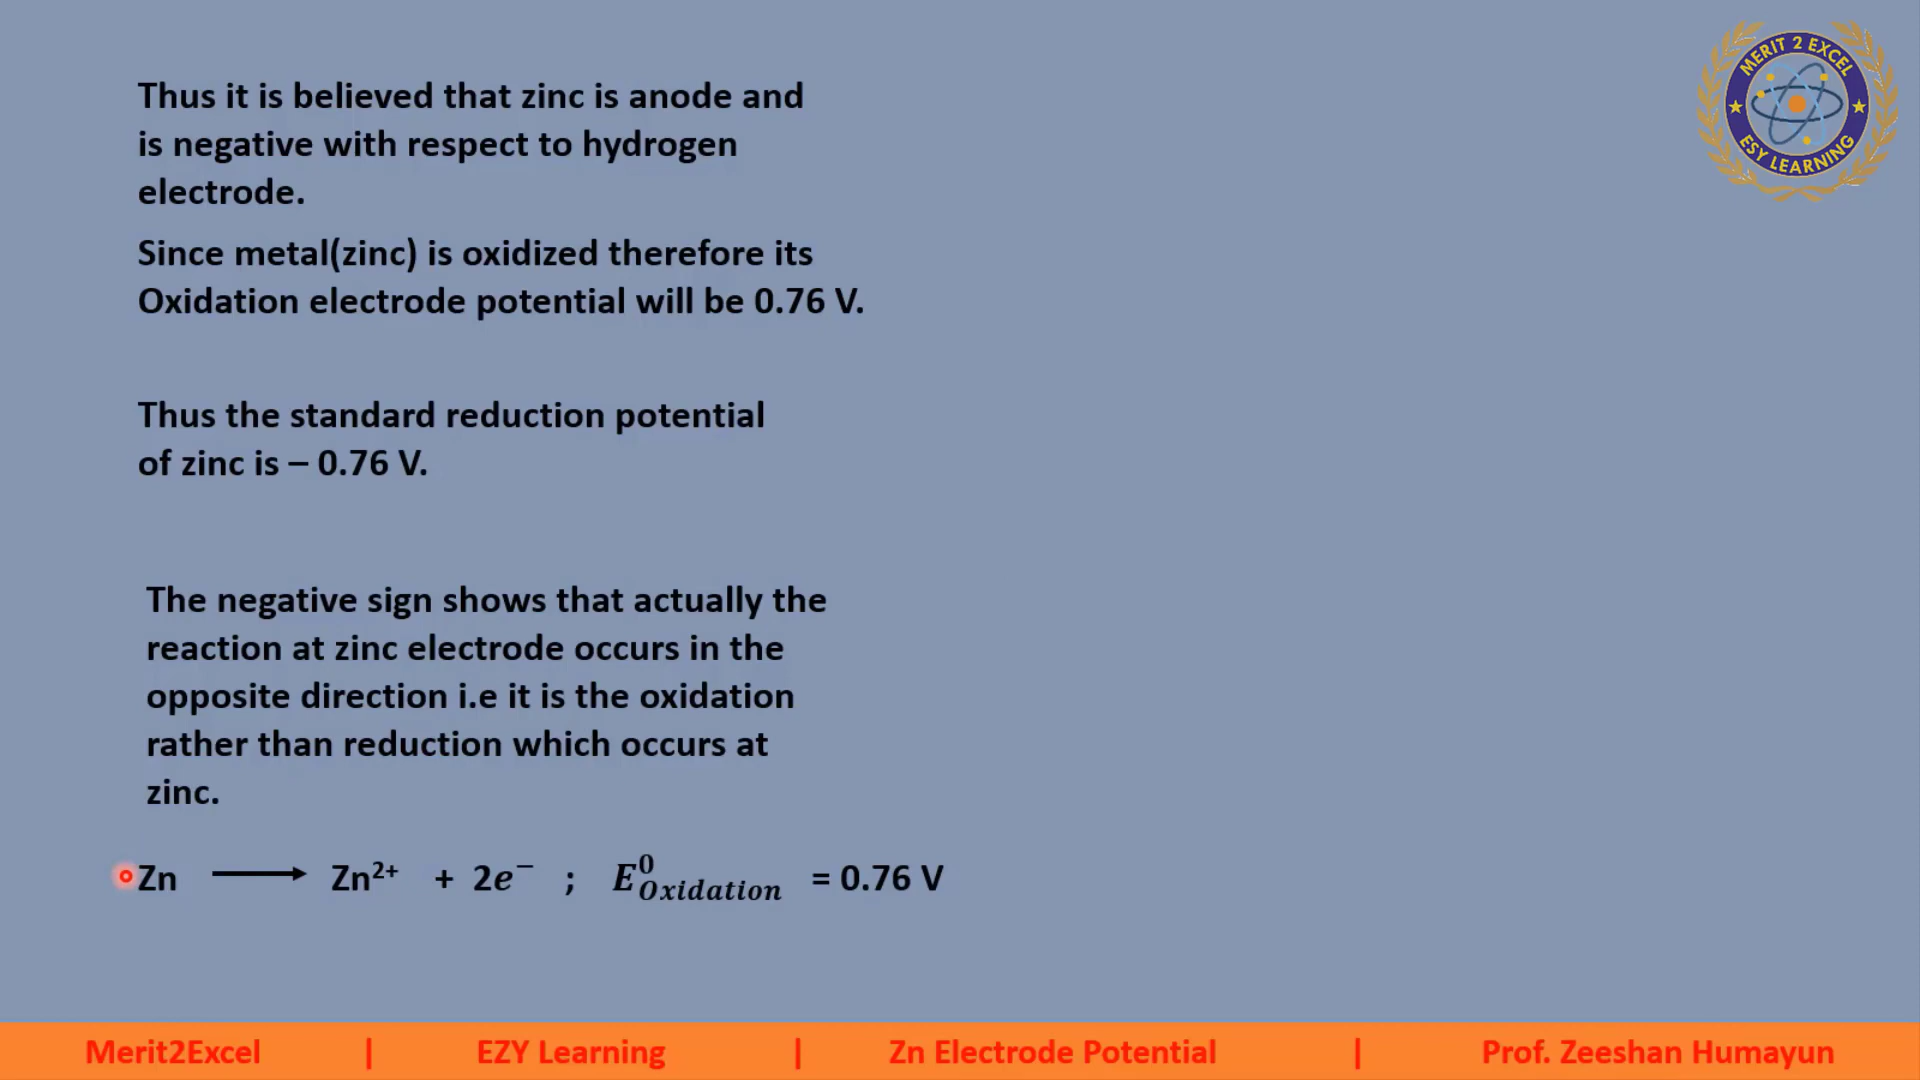 MERIT 2 EXCEL
ESY LEARNING
Thus it is believed that zinc is anode and
is negative with respect to hydrogen
electrode.
Since metal(zinc) is oxidized therefore its
Oxidation electrode potential will be 0.76 V.
Thus the standard reduction potential
of zinc is – 0.76 V.
The negative sign shows that actually the
reaction at zinc electrode occurs in the
opposite direction i.e it is the oxidation
rather than reduction which occurs at
zinc.
Zn ⟶ Zn²⁺ + 2e⁻ ; E⁰_Oxidation = 0.76 V
Merit2Excel | EZY Learning | Zn Electrode Potential | Prof. Zeeshan Humayun